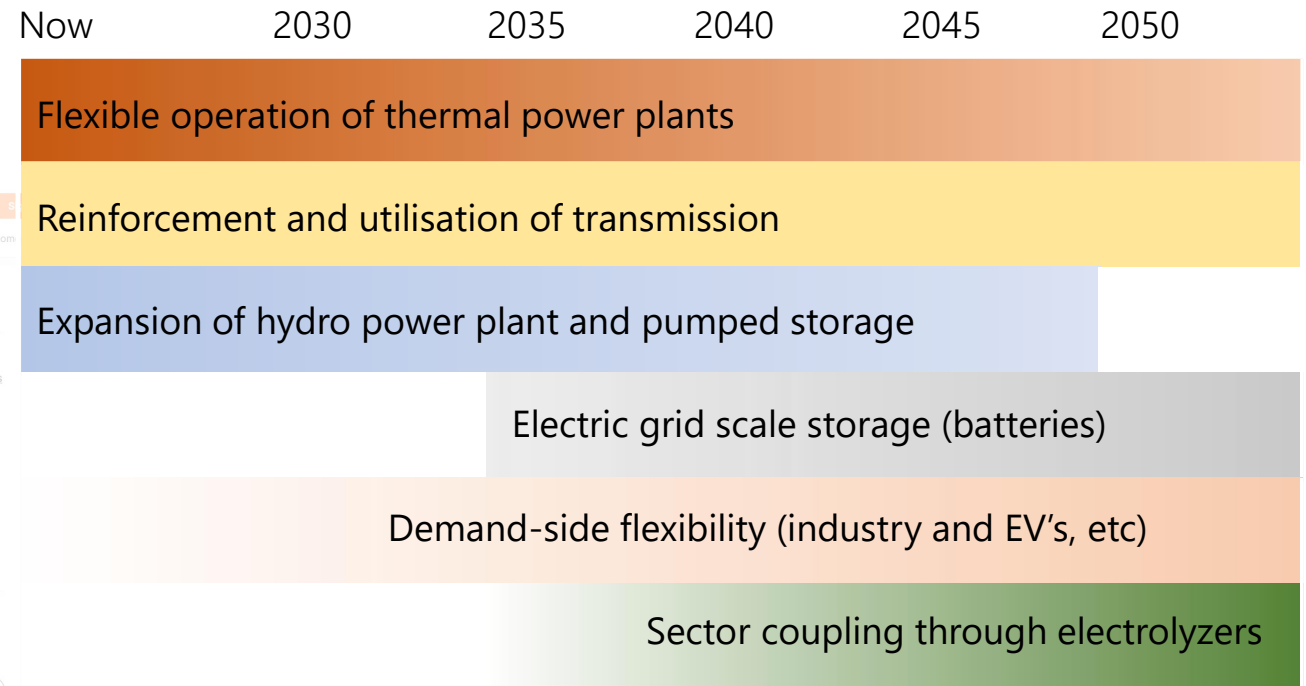 Now 2030 2035 2040 2045 2050
Flexible operation of thermal power plants
Reinforcement and utilisation of transmission
Expansion of hydro power plant and pumped storage
Electric grid scale storage (batteries)
Demand-side flexibility (industry and EV’s, etc)
Sector coupling through electrolyzers